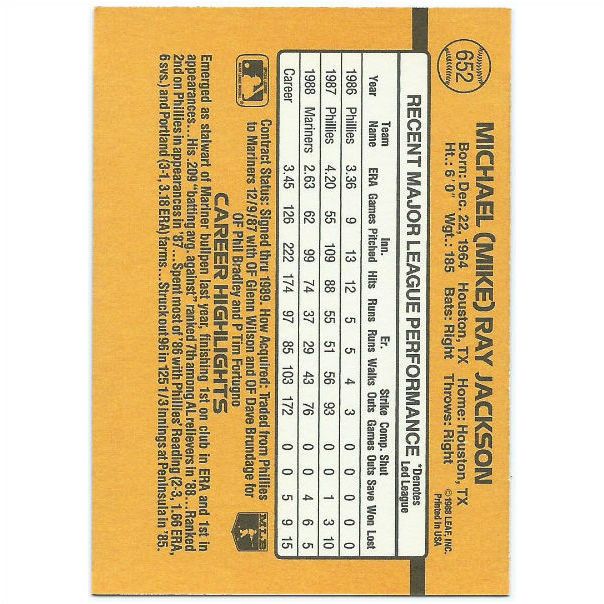 652
MICHAEL (MIKE) RAY JACKSON
Born: Dec. 22, 1964 Houston, TX Home: Houston, TX
Ht.: 6' 0" Wgt.: 185 Bats: Right Throws: Right
©1988 LEAF, INC.
Printed in USA
RECENT MAJOR LEAGUE PERFORMANCE *Denotes
Led League
Team Inn. Er. Strike Comp. Shut
Year Name ERA Games Pitched Hits Runs Runs Walks Outs Games Outs Save Won Lost
1986 Phillies 3.36 9 13 12 5 5 4 3 0 0 0 0 0
1987 Phillies 4.20 55 109 88 55 51 56 93 0 0 1 3 10
1988 Mariners 2.63 62 99 74 37 29 43 76 0 0 4 6 5
Career 3.45 126 222 174 97 85 103 172 0 0 5 9 15
Contract Status: Signed thru 1989. How Acquired: Traded from Phillies
to Mariners 12/9/87 with OF Glenn Wilson and OF Dave Brundage for
OF Phil Bradley and P Tim Fortugno
MLB
CAREER HIGHLIGHTS
Emerged as stalwart of Mariner bullpen last year, finishing 1st on club in ERA and 1st in
appearances...His .209 "batting avg. against" ranked 7th among AL relievers in '88...Ranked
2nd on Phillies in appearances in '87...Spent most of '86 with Phillies' Reading (2-3, 1.66 ERA,
6 svs.) and Portland (3-1, 3.18 ERA) farms...Struck out 96 in 125 1/3 innings at Peninsula in '85.